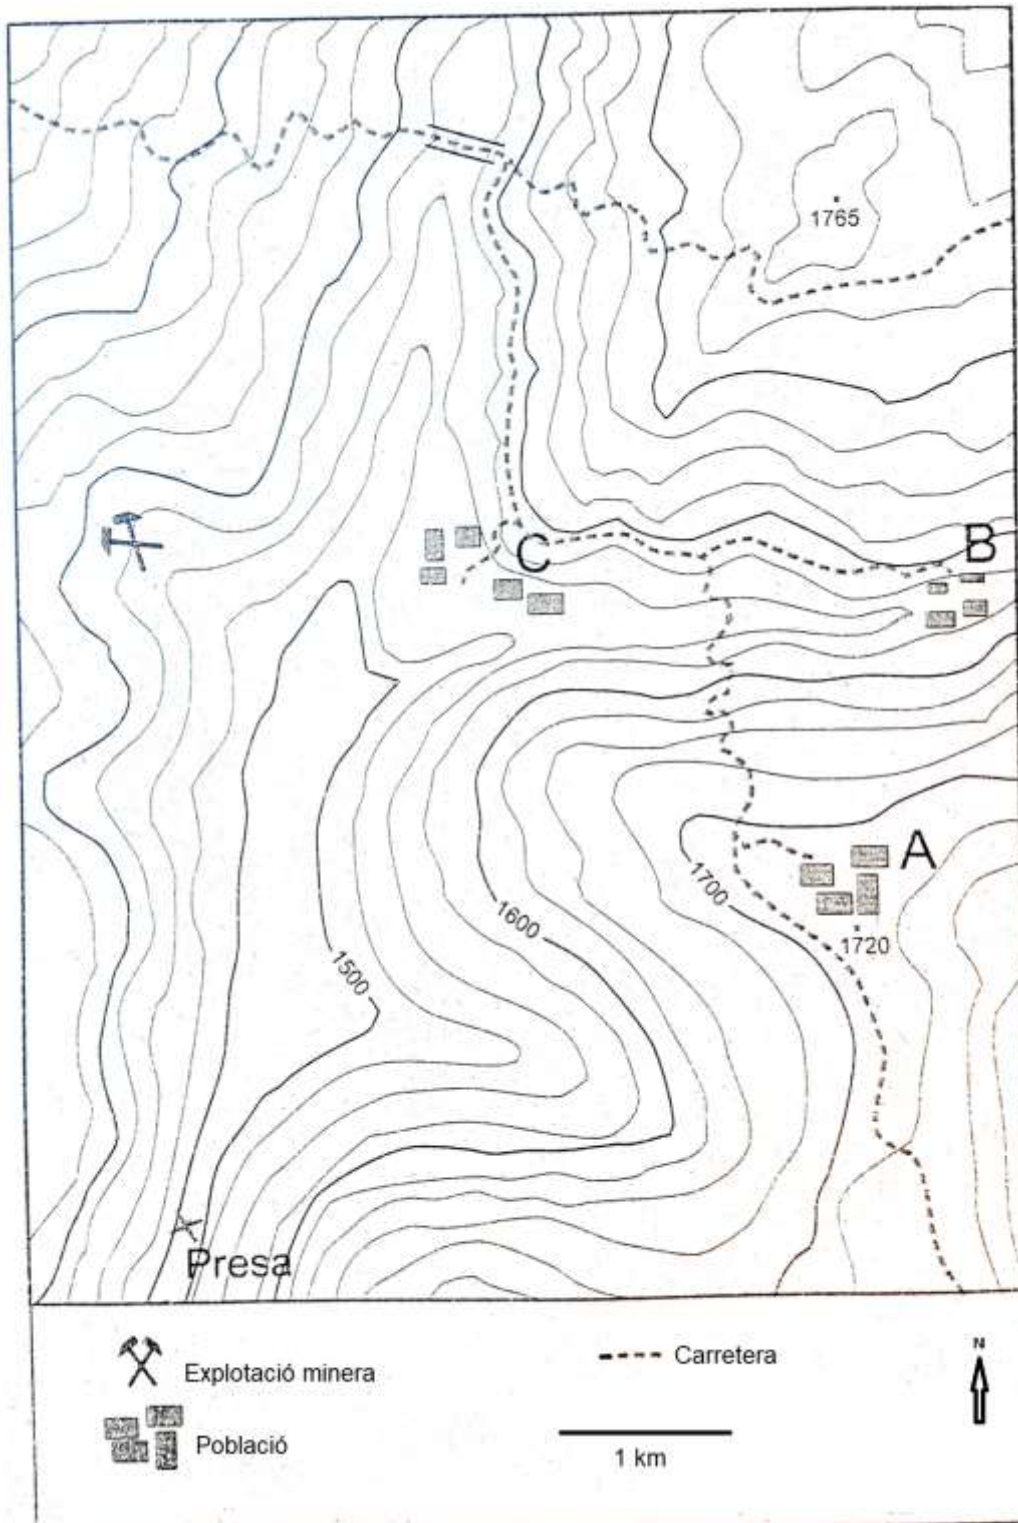 1765
C
B
A
1700
1600
1720
1500
Presa
N
Explotació minera
Carretera
Població
1 km